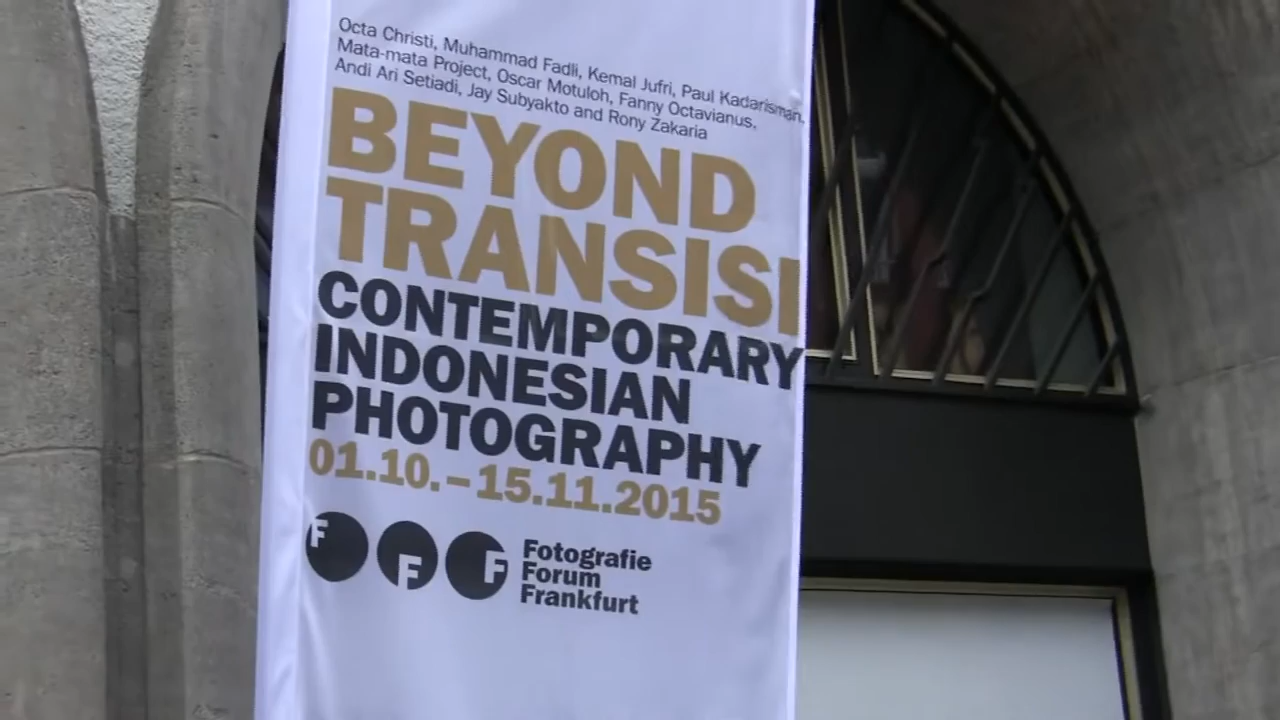 Octa Christi, Muhammad Fadli, Kemal Jufri, Paul Kadarisman,
Mata-mata Project, Oscar Motuloh, Fanny Octavianus,
Andi Ari Setiadi, Jay Subyakto and Rony Zakaria
BEYOND
TRANSISI
CONTEMPORARY
INDONESIAN
PHOTOGRAPHY
01.10.–15.11.2015
F F F
Fotografie
Forum
Frankfurt